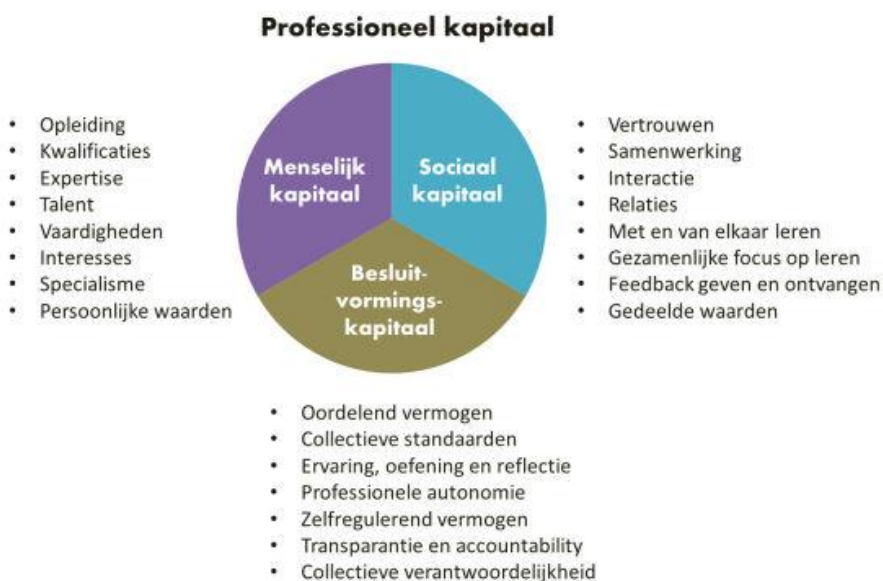 Professioneel kapitaal
• Opleiding
• Kwalificaties
• Expertise
• Talent
• Vaardigheden
• Interesses
• Specialisme
• Persoonlijke waarden
Menselijk
kapitaal
Sociaal
kapitaal
Besluit-
vormings-
kapitaal
• Vertrouwen
• Samenwerking
• Interactie
• Relaties
• Met en van elkaar leren
• Gezamenlijke focus op leren
• Feedback geven en ontvangen
• Gedeelde waarden
• Oordelend vermogen
• Collectieve standaarden
• Ervaring, oefening en reflectie
• Professionele autonomie
• Zelfregulerend vermogen
• Transparantie en accountability
• Collectieve verantwoordelijkheid